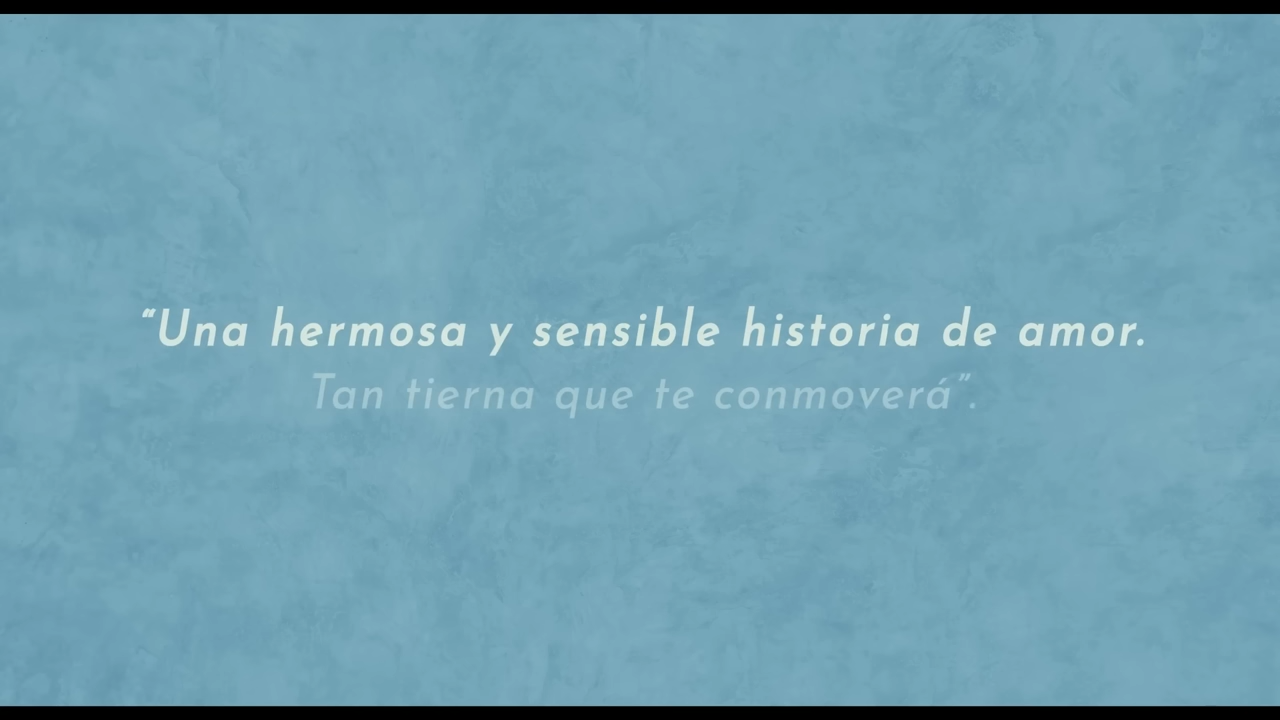 “Una hermosa y sensible historia de amor.
Tan tierna que te conmoverá”.